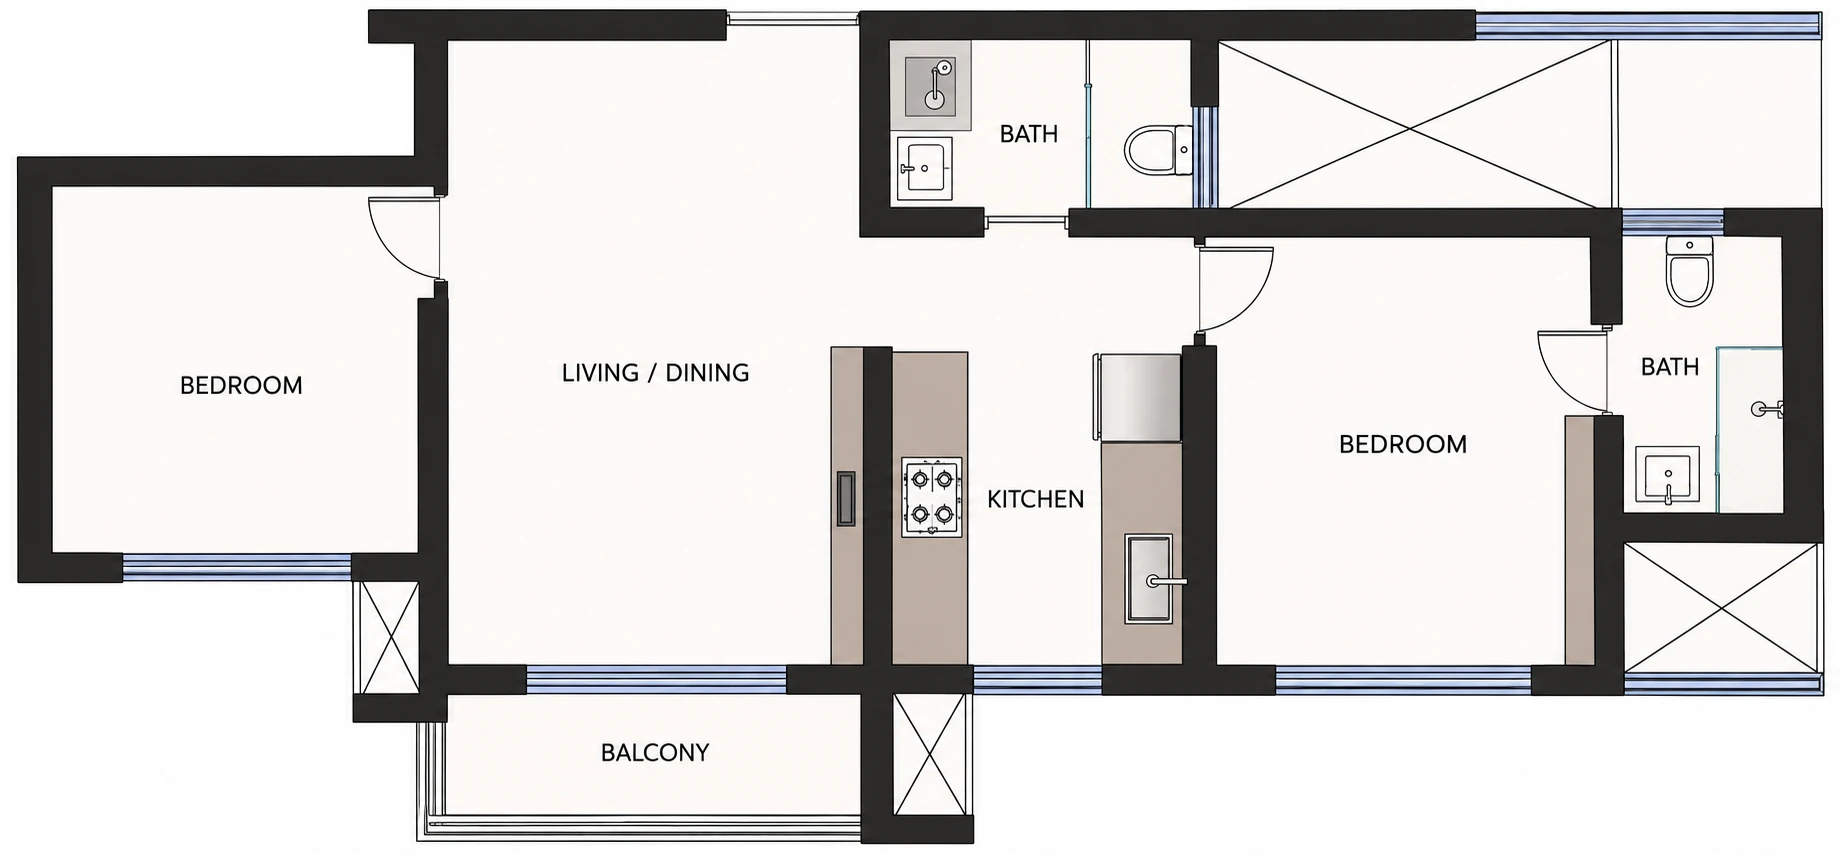 BATH
BEDROOM
LIVING / DINING
BATH
BEDROOM
KITCHEN
BALCONY